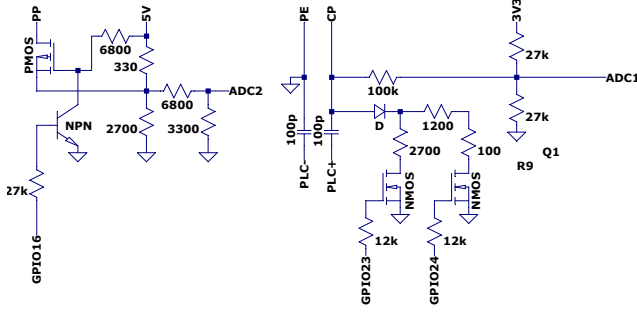 PP
5V
PE
CP
3V3
PMOS
6800
330
27k
100k
ADC1
6800
ADC2
NPN
2700
3300
100p
100p
D
1200
27k
2700
100
Q1
R9
PLC-
PLC+
NMOS
NMOS
27k
12k
12k
GPIO16
GPIO23
GPIO24